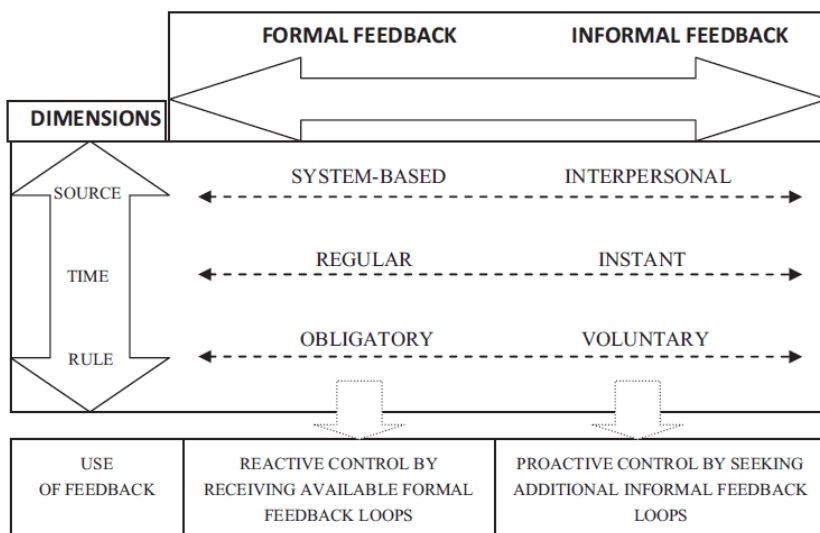 FORMAL FEEDBACK
INFORMAL FEEDBACK
DIMENSIONS
SOURCE
SYSTEM-BASED
INTERPERSONAL
TIME
REGULAR
INSTANT
RULE
OBLIGATORY
VOLUNTARY
USE
OF FEEDBACK
REACTIVE CONTROL BY
RECEIVING AVAILABLE FORMAL
FEEDBACK LOOPS
PROACTIVE CONTROL BY SEEKING
ADDITIONAL INFORMAL FEEDBACK
LOOPS